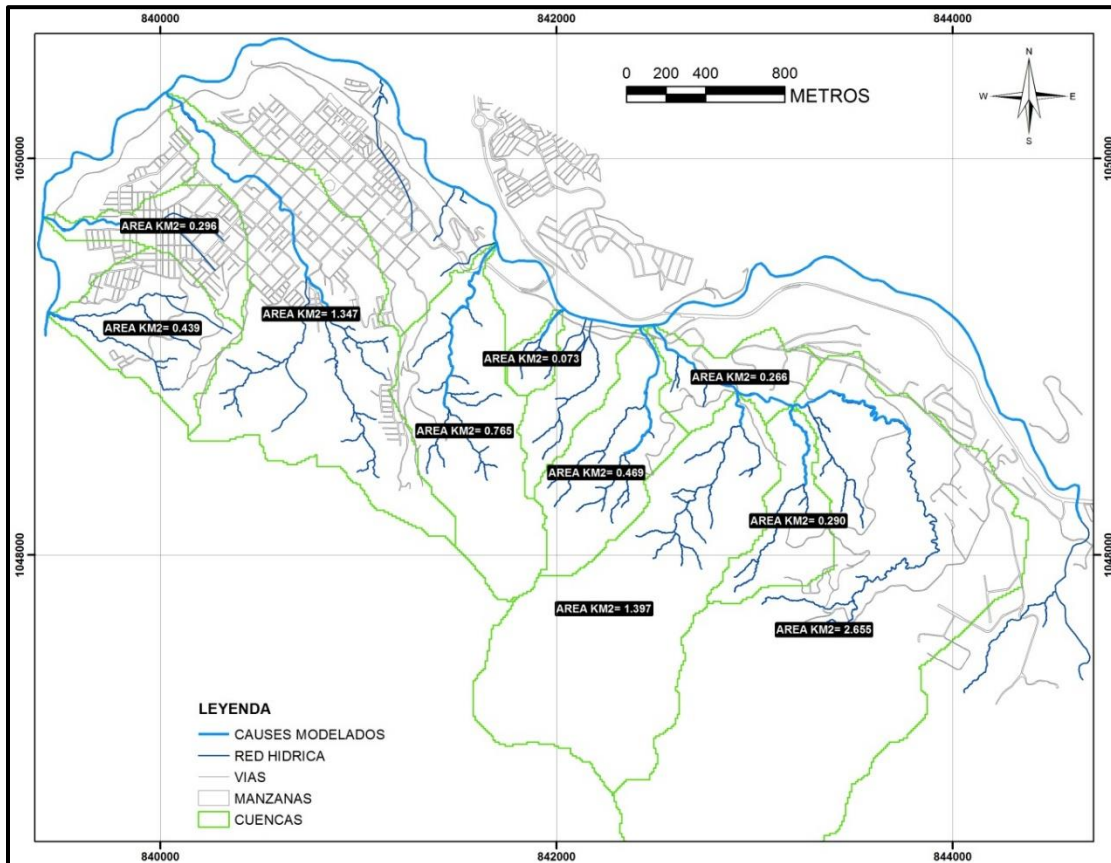 840000
842000
844000
0 200 400 800
METROS
N
W E
S
1050000
1050000
AREA KM2= 0.296
AREA KM2= 1.347
AREA KM2= 0.439
AREA KM2= 0.073
AREA KM2= 0.266
AREA KM2= 0.765
AREA KM2= 0.469
AREA KM2= 0.290
1048000
1048000
AREA KM2= 1.397
AREA KM2= 2.655
LEYENDA
CAUSES MODELADOS
RED HIDRICA
VIAS
MANZANAS
CUENCAS
840000
842000
844000